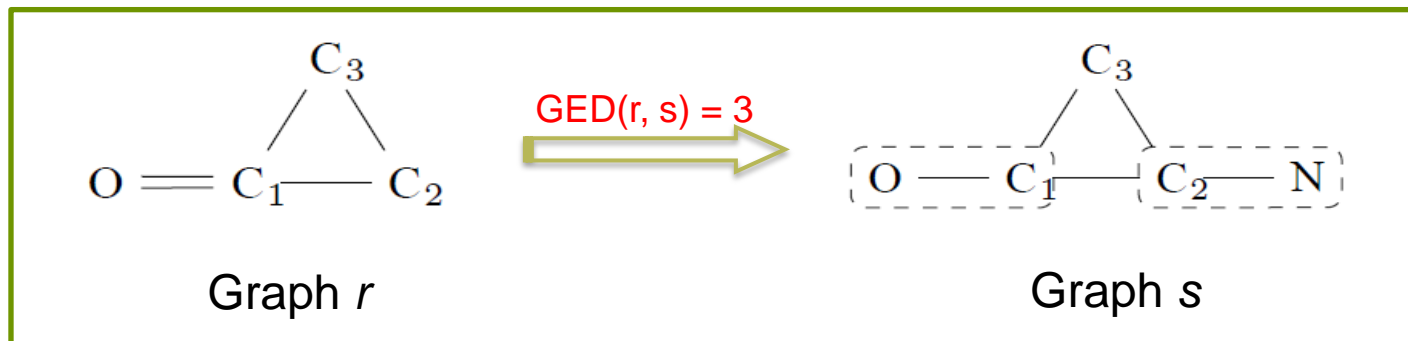 C3 C3
GED(r, s) = 3
O C1 C2 O C1 C2 N
Graph r Graph s